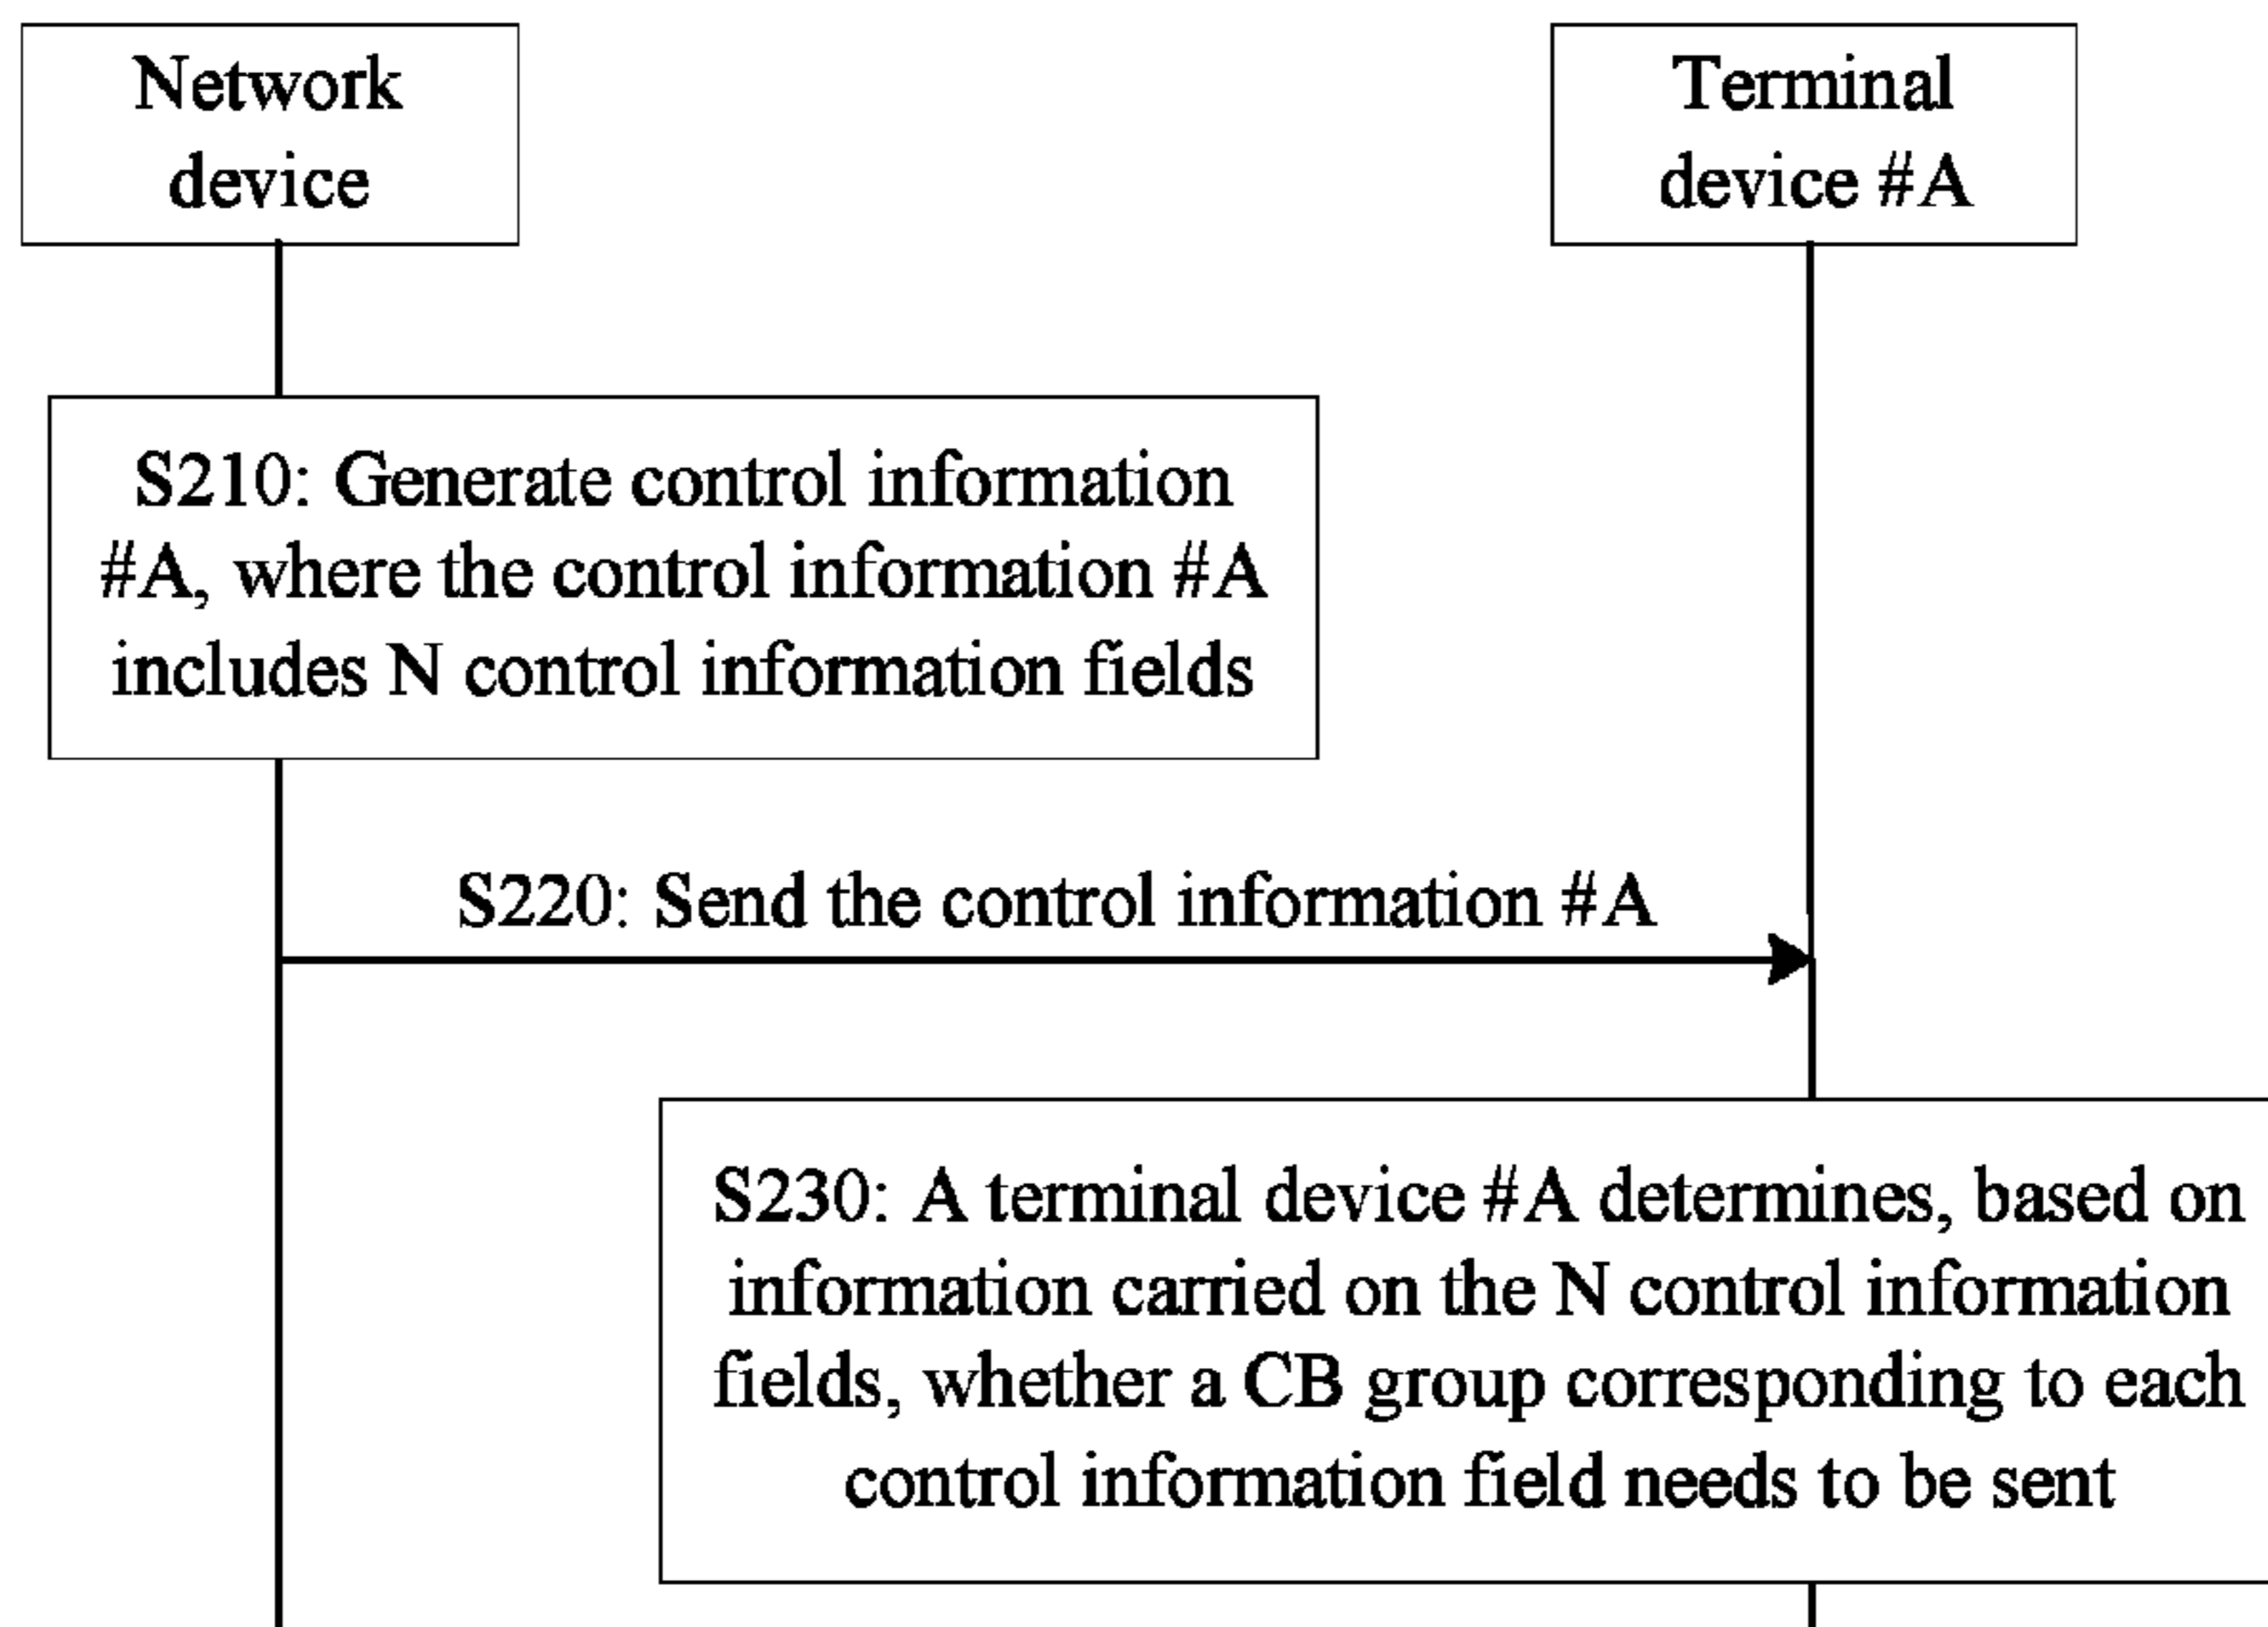 Network
device
Terminal
device #A
S210: Generate control information
#A, where the control information #A
includes N control information fields
S220: Send the control information #A
S230: A terminal device #A determines, based on
information carried on the N control information
fields, whether a CB group corresponding to each
control information field needs to be sent